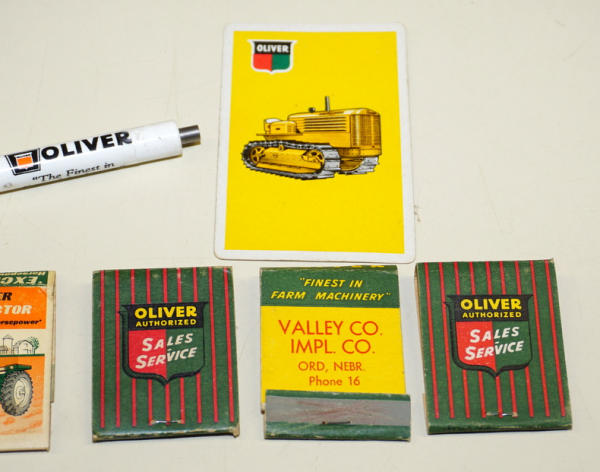 OLIVER
OLIVER
"The Finest in
"FINEST IN
FARM MACHINERY"
VALLEY CO.
IMPL. CO.
ORD, NEBR.
Phone 16
OLIVER
AUTHORIZED
SALES
&
SERVICE
OLIVER
AUTHORIZED
SALES
&
SERVICE